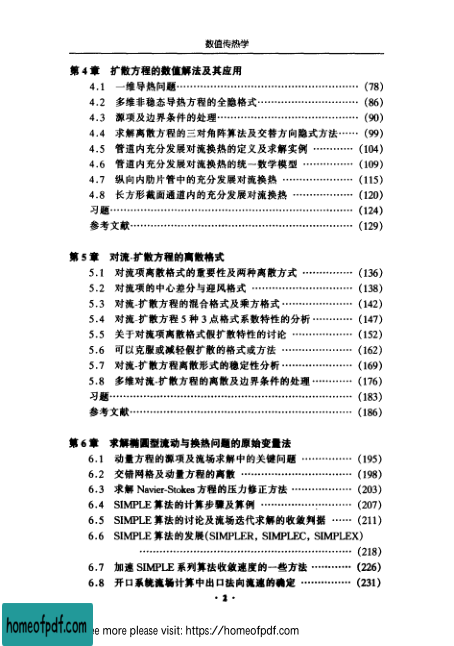 数值传热学
第4章 扩散方程的数值解法及其应用
4.1 一维导热问题 (78)
4.2 多维非稳态导热方程的全隐格式 (86)
4.3 源项及边界条件的处理 (90)
4.4 求解离散方程的三对角阵算法及交替方向隐式方法 (99)
4.5 管道内充分发展对流换热的定义及求解实例 (104)
4.6 管道内充分发展对流换热的统一数学模型 (109)
4.7 纵向内肋片管中的充分发展对流换热 (115)
4.8 长方形截面通道内的充分发展对流换热 (120)
习题 (124)
参考文献 (129)
第5章 对流-扩散方程的离散格式
5.1 对流项离散格式的重要性及两种离散方式 (136)
5.2 对流项的中心差分与迎风格式 (138)
5.3 对流-扩散方程的混合格式及乘方格式 (142)
5.4 对流-扩散方程5种3点格式系数特性的分析 (147)
5.5 关于对流项离散格式假扩散特性的讨论 (152)
5.6 可以克服或减轻假扩散的格式或方法 (162)
5.7 对流-扩散方程离散形式的稳定性分析 (169)
5.8 多维对流-扩散方程的离散及边界条件的处理 (176)
习题 (183)
参考文献 (186)
第6章 求解椭圆型流动与换热问题的原始变量法
6.1 动量方程的源项及流场求解中的关键问题 (195)
6.2 交错网格及动量方程的离散 (198)
6.3 求解 Navier-Stokes 方程的压力修正方法 (203)
6.4 SIMPLE 算法的计算步骤及算例 (207)
6.5 SIMPLE 算法的讨论及流场迭代求解的收敛判据 (211)
6.6 SIMPLE 算法的发展(SIMPLER, SIMPLEC, SIMPLEX)
(218)
6.7 加速 SIMPLE 系列算法收敛速度的一些方法 (226)
6.8 开口系统流场计算中出口法向流速的确定 (231)
· 2 ·
homeofpdf.com
ee more please visit: https://homeofpdf.com